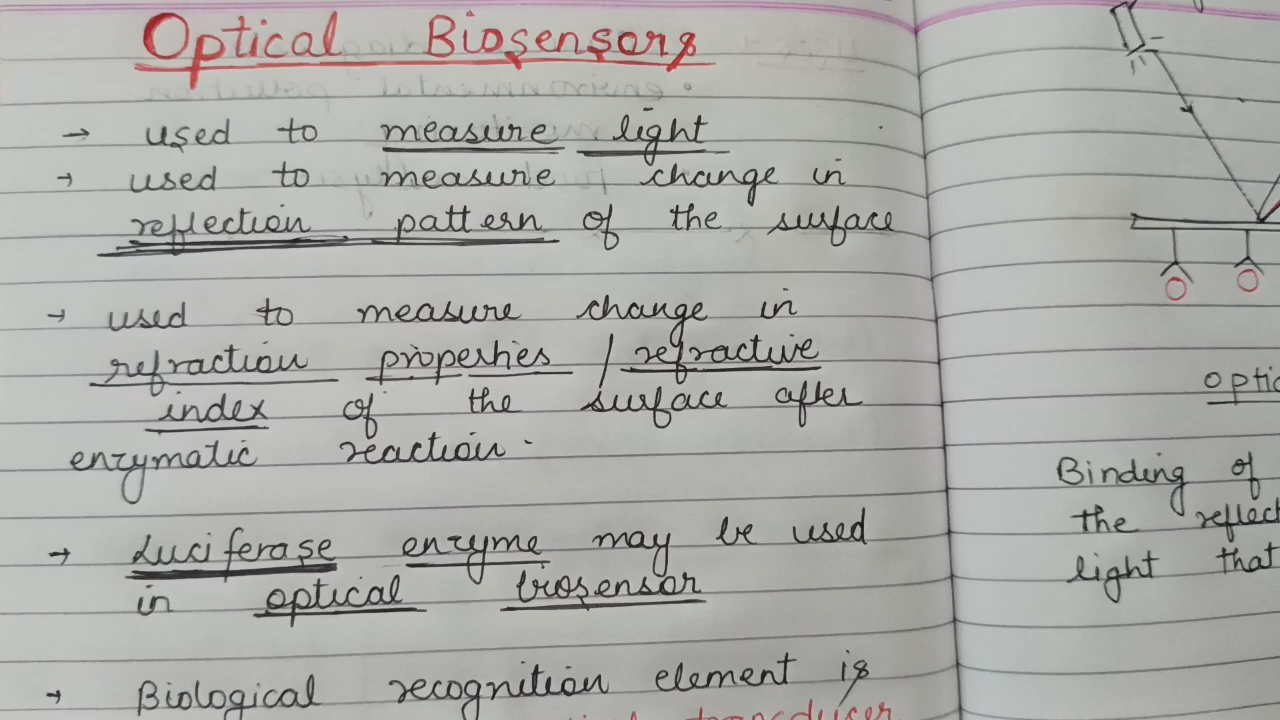 Optical Biosensors
→ used to measure light
→ used to measure change in
reflection pattern of the surface
→ used to measure change in
refraction properties / refractive
index of the surface after
enzymatic reaction.
→ Luciferase enzyme may be used
in optical biosensor
→ Biological recognition element is
transducer
Binding of
the reflect
light that